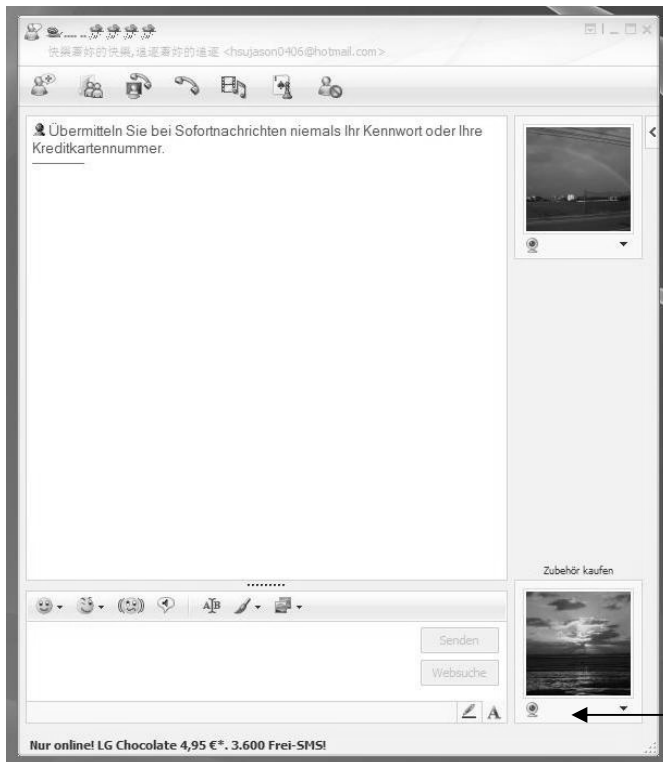 快樂著妳的快樂,追逐著妳的追逐 <hsujason0406@hotmail.com>
Übermitteln Sie bei Sofortnachrichten niemals Ihr Kennwort oder Ihre
Kreditkartennummer.
Zubehör kaufen
Senden
Websuche
A
Nur online! LG Chocolate 4,95 €*. 3.600 Frei-SMS!